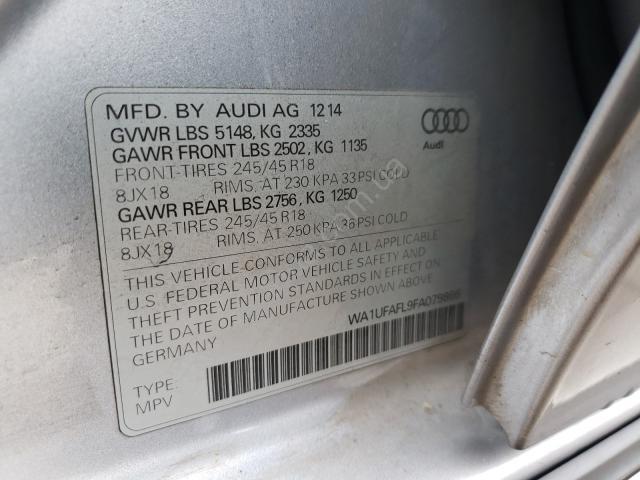 MFD. BY AUDI AG 12 14
GVWR LBS 5148, KG 2335
GAWR FRONT LBS 2502, KG 1135
FRONT-TIRES 245/45 R18
8JX18 RIMS. AT 230 KPA 33 PSI COLD
GAWR REAR LBS 2756, KG 1250
REAR-TIRES 245/45 R18
8JX18 RIMS. AT 250 KPA 36 PSI COLD
Audi
THIS VEHICLE CONFORMS TO ALL APPLICABLE
U.S. FEDERAL MOTOR VEHICLE SAFETY AND
THEFT PREVENTION STANDARDS IN EFFECT ON
THE DATE OF MANUFACTURE SHOWN ABOVE
GERMANY
TYPE:
MPV